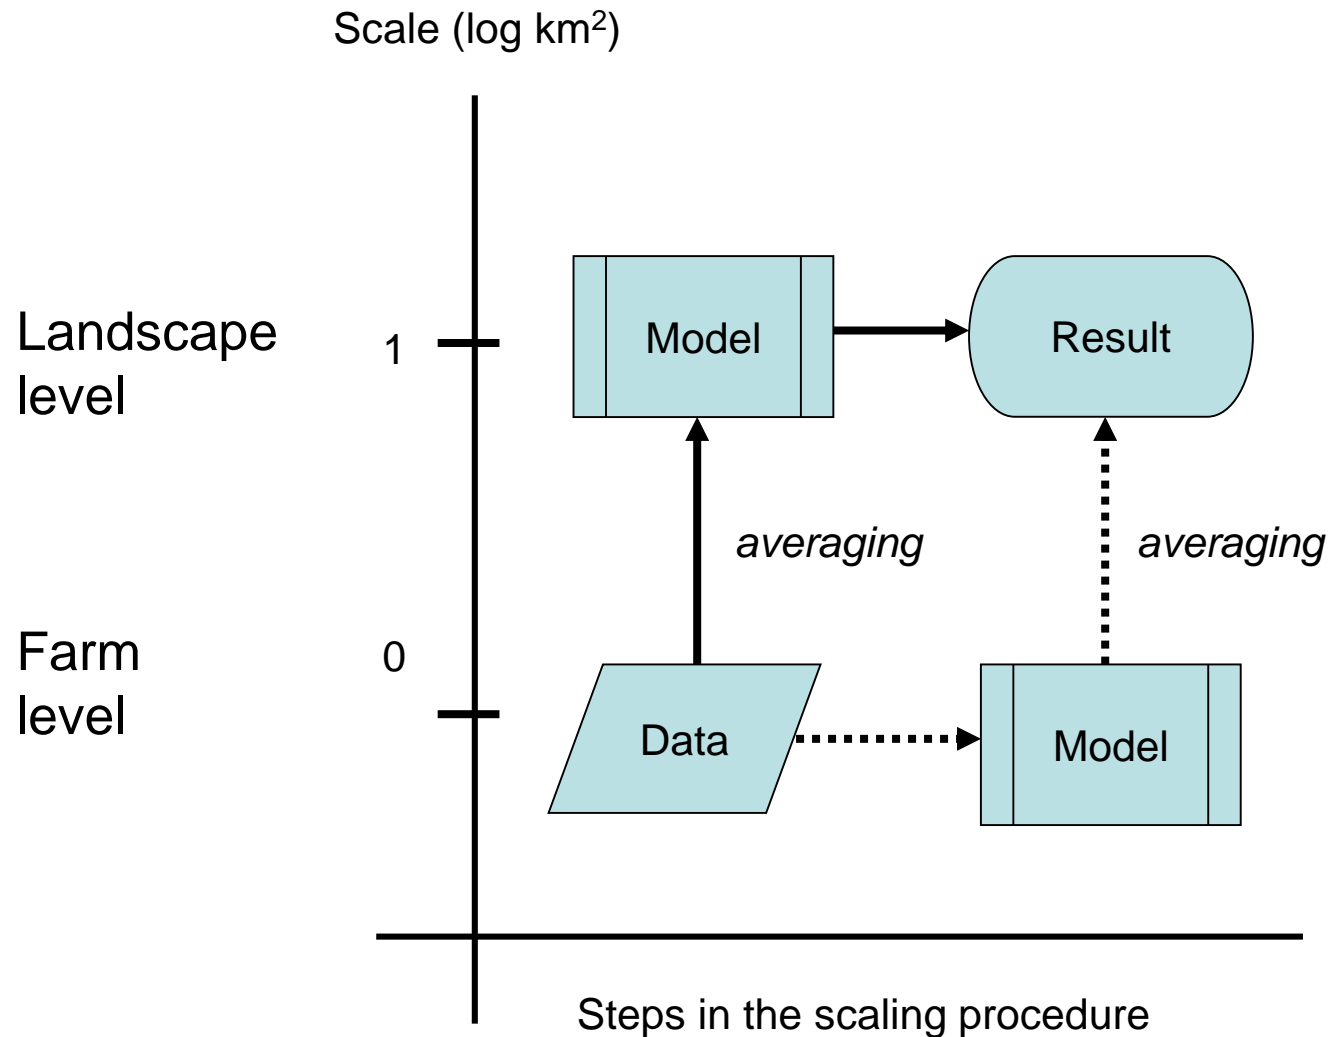 Scale (log km²)
Landscape
level
1
Model
Result
averaging
averaging
Farm
level
0
Data
Model
Steps in the scaling procedure